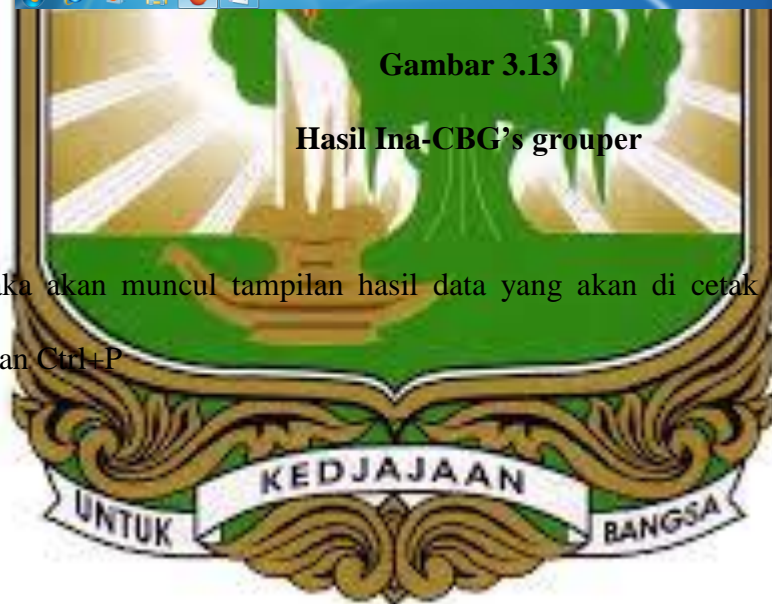 Gambar 3.13
Hasil Ina-CBG's grouper
aka akan muncul tampilan hasil data yang akan di cetak
an Ctrl+P
UNTUK KEDJAJAAN BANGSA